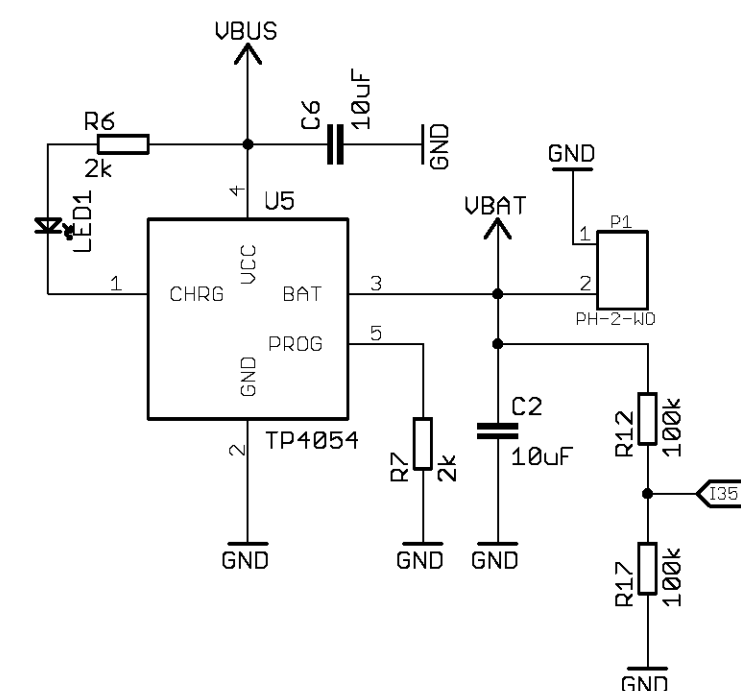 VBUS
R6
2k
C6
10uF
GND
LED1
4
U5
VCC
1
CHRG
BAT
3
PROG
5
GND
2
TP4054
VBAT
GND
P1
1
2
PH-2-WO
R7
2k
C2
10uF
R12
100k
I35
R17
100k
GND
GND
GND
GND